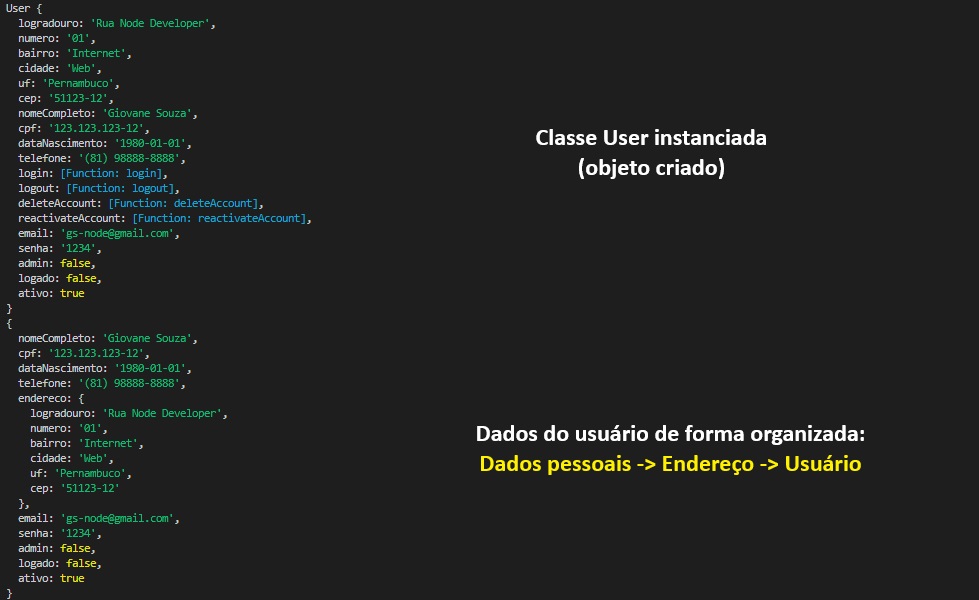 User {
logradouro: 'Rua Node Developer',
numero: '01',
bairro: 'Internet',
cidade: 'Web',
uf: 'Pernambuco',
cep: '51123-12',
nomeCompleto: 'Giovane Souza',
cpf: '123.123.123-12',
dataNascimento: '1980-01-01',
telefone: '(81) 98888-8888',
login: [Function: login],
logout: [Function: logout],
deleteAccount: [Function: deleteAccount],
reactivateAccount: [Function: reactivateAccount],
email: 'gs-node@gmail.com',
senha: '1234',
admin: false,
logado: false,
ativo: true
}
Classe User instanciada
(objeto criado)
{
nomeCompleto: 'Giovane Souza',
cpf: '123.123.123-12',
dataNascimento: '1980-01-01',
telefone: '(81) 98888-8888',
endereco: {
logradouro: 'Rua Node Developer',
numero: '01',
bairro: 'Internet',
cidade: 'Web',
uf: 'Pernambuco',
cep: '51123-12'
},
email: 'gs-node@gmail.com',
senha: '1234',
admin: false,
logado: false,
ativo: true
}
Dados do usuário de forma organizada:
Dados pessoais -> Endereço -> Usuário